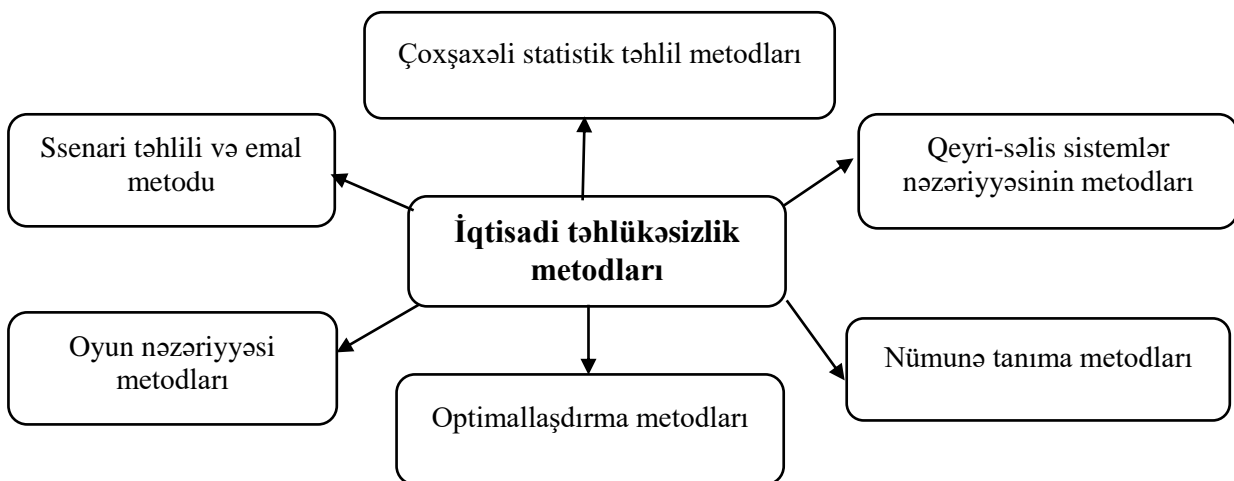 Çoxşaxəli statistik təhlil metodları
Ssenari təhlili və emal
metodu
Qeyri-səlis sistemlər
nəzəriyyəsinin metodları
İqtisadi təhlükəsizlik
metodları
Oyun nəzəriyyəsi
metodları
Nümunə tanıma metodları
Optimallaşdırma metodları